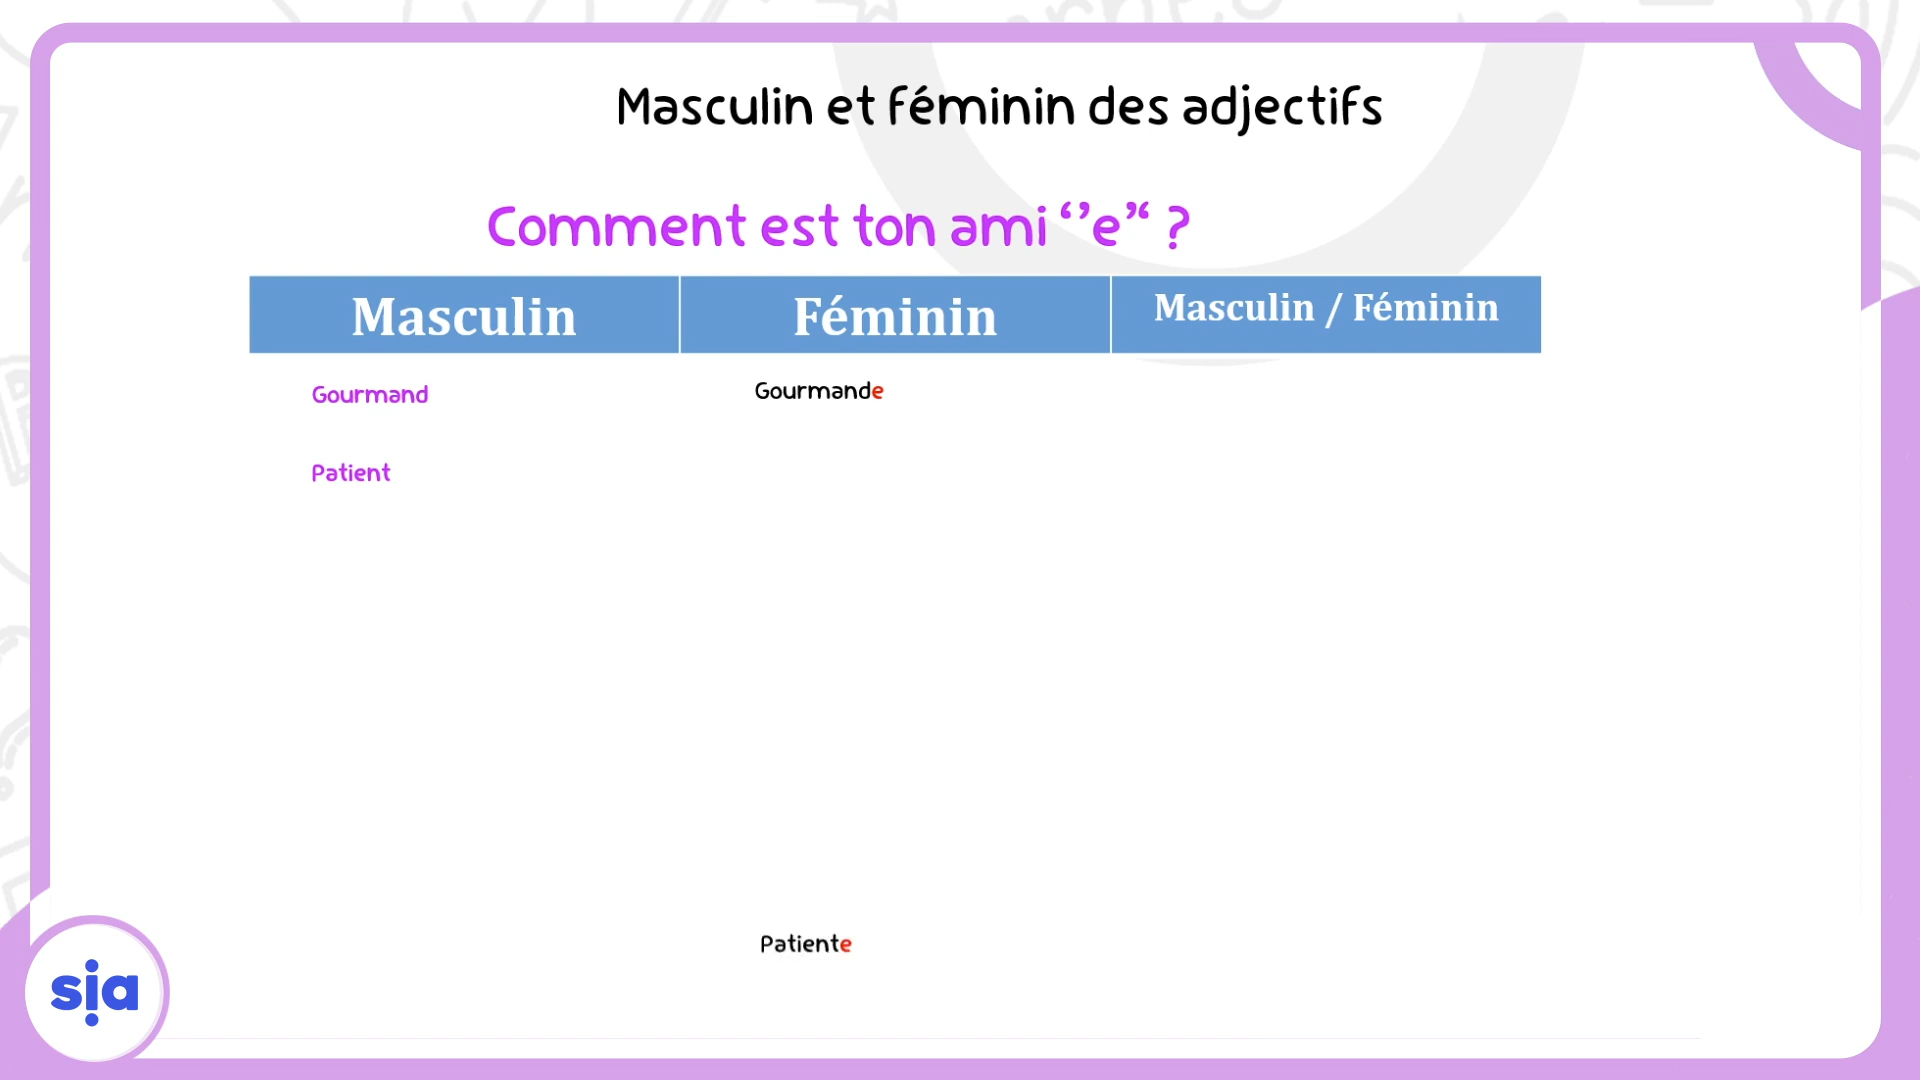 Masculin et féminin des adjectifs
Comment est ton ami ‘’e’’‘ ?
Masculin Féminin Masculin / Féminin
Gourmand Gourmande
Patient
Patiente
sia